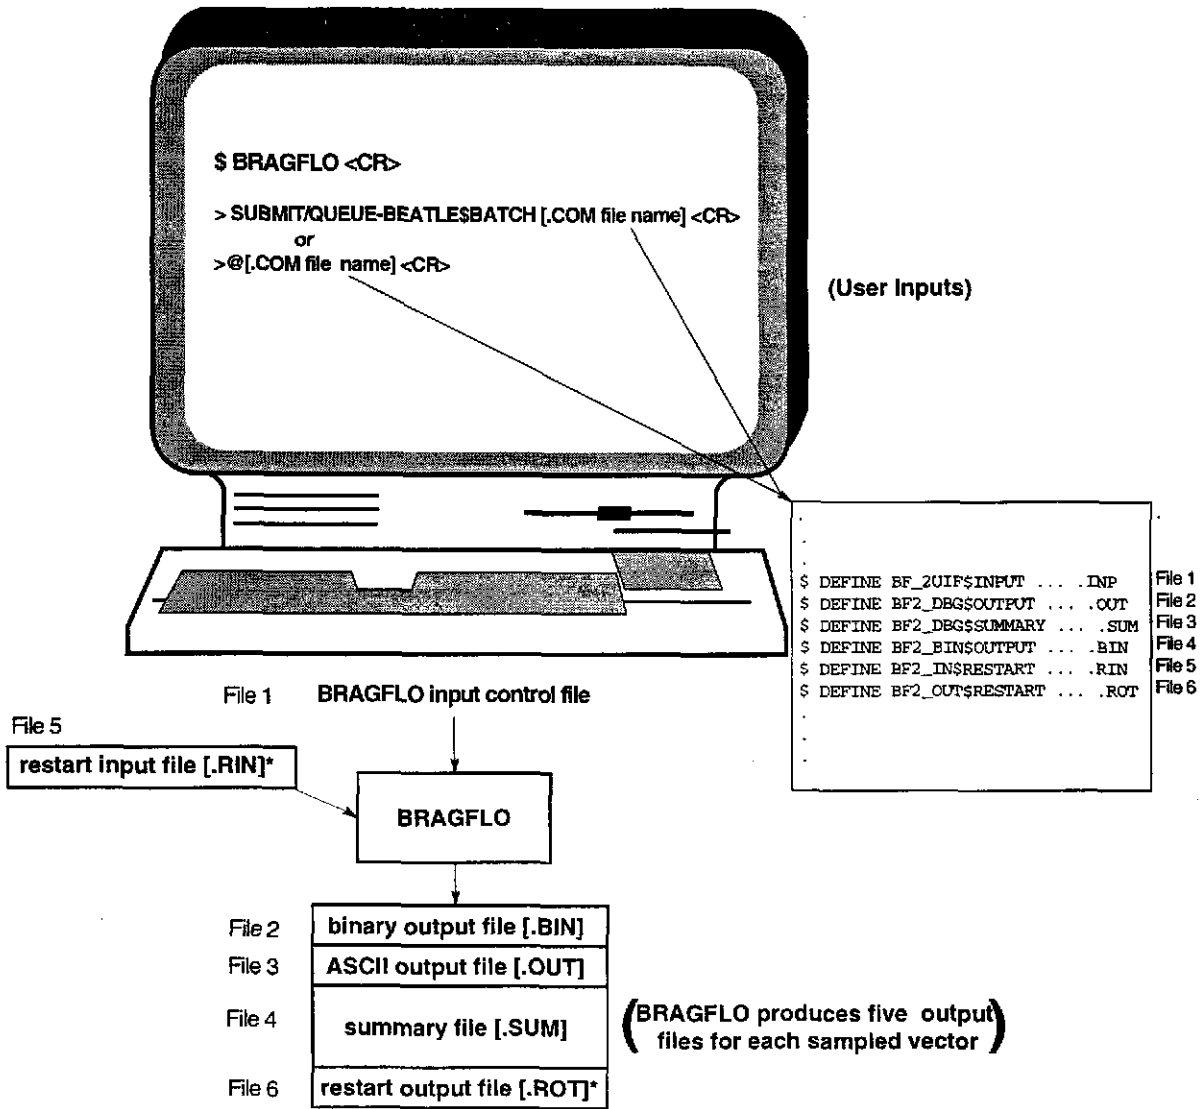 $ BRAGFLO <CR>
> SUBMIT/QUEUE-BEATLE$BATCH [.COM file name] <CR>
or
>@[.COM file name] <CR>
(User Inputs)
.
.
.
$ DEFINE BF_2UIF$INPUT .... .INP File 1
$ DEFINE BF2_DBG$OUTPUT ... .OUT File 2
$ DEFINE BF2_DBG$SUMMARY ... .SUM File 3
$ DEFINE BF2_BIN$OUTPUT ... .BIN File 4
$ DEFINE BF2_IN$RESTART ... .RIN File 5
$ DEFINE BF2_OUT$RESTART ... .ROT File 6
.
.
.
File 1 BRAGFLO input control file
File 5
restart input file [.RIN]*
BRAGFLO
File 2 binary output file [.BIN]
File 3 ASCII output file [.OUT]
File 4 summary file [.SUM]
(BRAGFLO produces five output
files for each sampled vector)
File 6 restart output file [.ROT]*